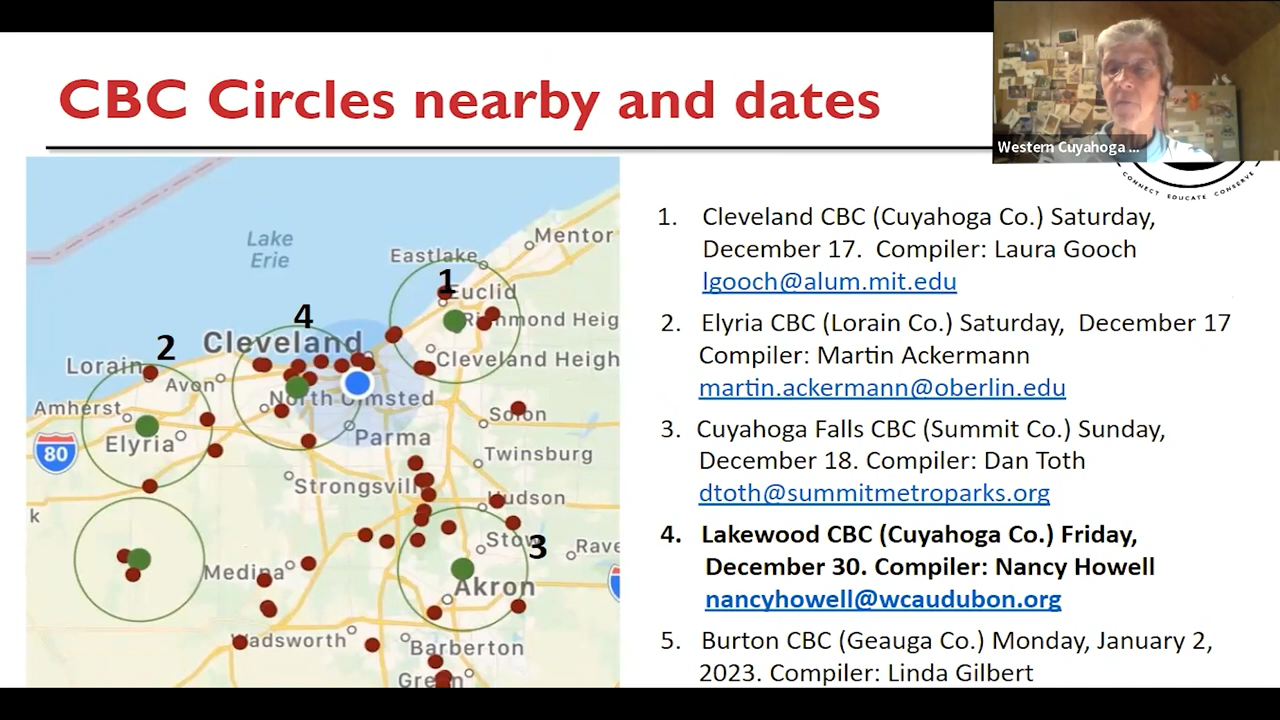 CBC Circles nearby and dates
Western Cuyahoga ...
CONNECT EDUCATE CONSERVE
Lake
Erie
Mentor
Eastlake
1
Euclid
Richmond Heig
4
Cleveland
Cleveland Heigh
2
Lorain
Avon
North Olmsted
Amherst
Solon
Elyria
80
Parma
Twinsburg
Strongsvill
Hudson
k
Stow
3
Rave
Medina
Akron
Wadsworth
Barberton
Green
1. Cleveland CBC (Cuyahoga Co.) Saturday,
December 17. Compiler: Laura Gooch
lgooch@alum.mit.edu
2. Elyria CBC (Lorain Co.) Saturday, December 17
Compiler: Martin Ackermann
martin.ackermann@oberlin.edu
3. Cuyahoga Falls CBC (Summit Co.) Sunday,
December 18. Compiler: Dan Toth
dtoth@summitmetroparks.org
4. Lakewood CBC (Cuyahoga Co.) Friday,
December 30. Compiler: Nancy Howell
nancyhowell@wcaudubon.org
5. Burton CBC (Geauga Co.) Monday, January 2,
2023. Compiler: Linda Gilbert